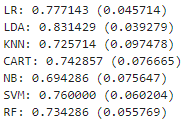 LR: 0.777143 (0.045714)
LDA: 0.831429 (0.039279)
KNN: 0.725714 (0.097478)
CART: 0.742857 (0.076665)
NB: 0.694286 (0.075647)
SVM: 0.760000 (0.060204)
RF: 0.734286 (0.055769)